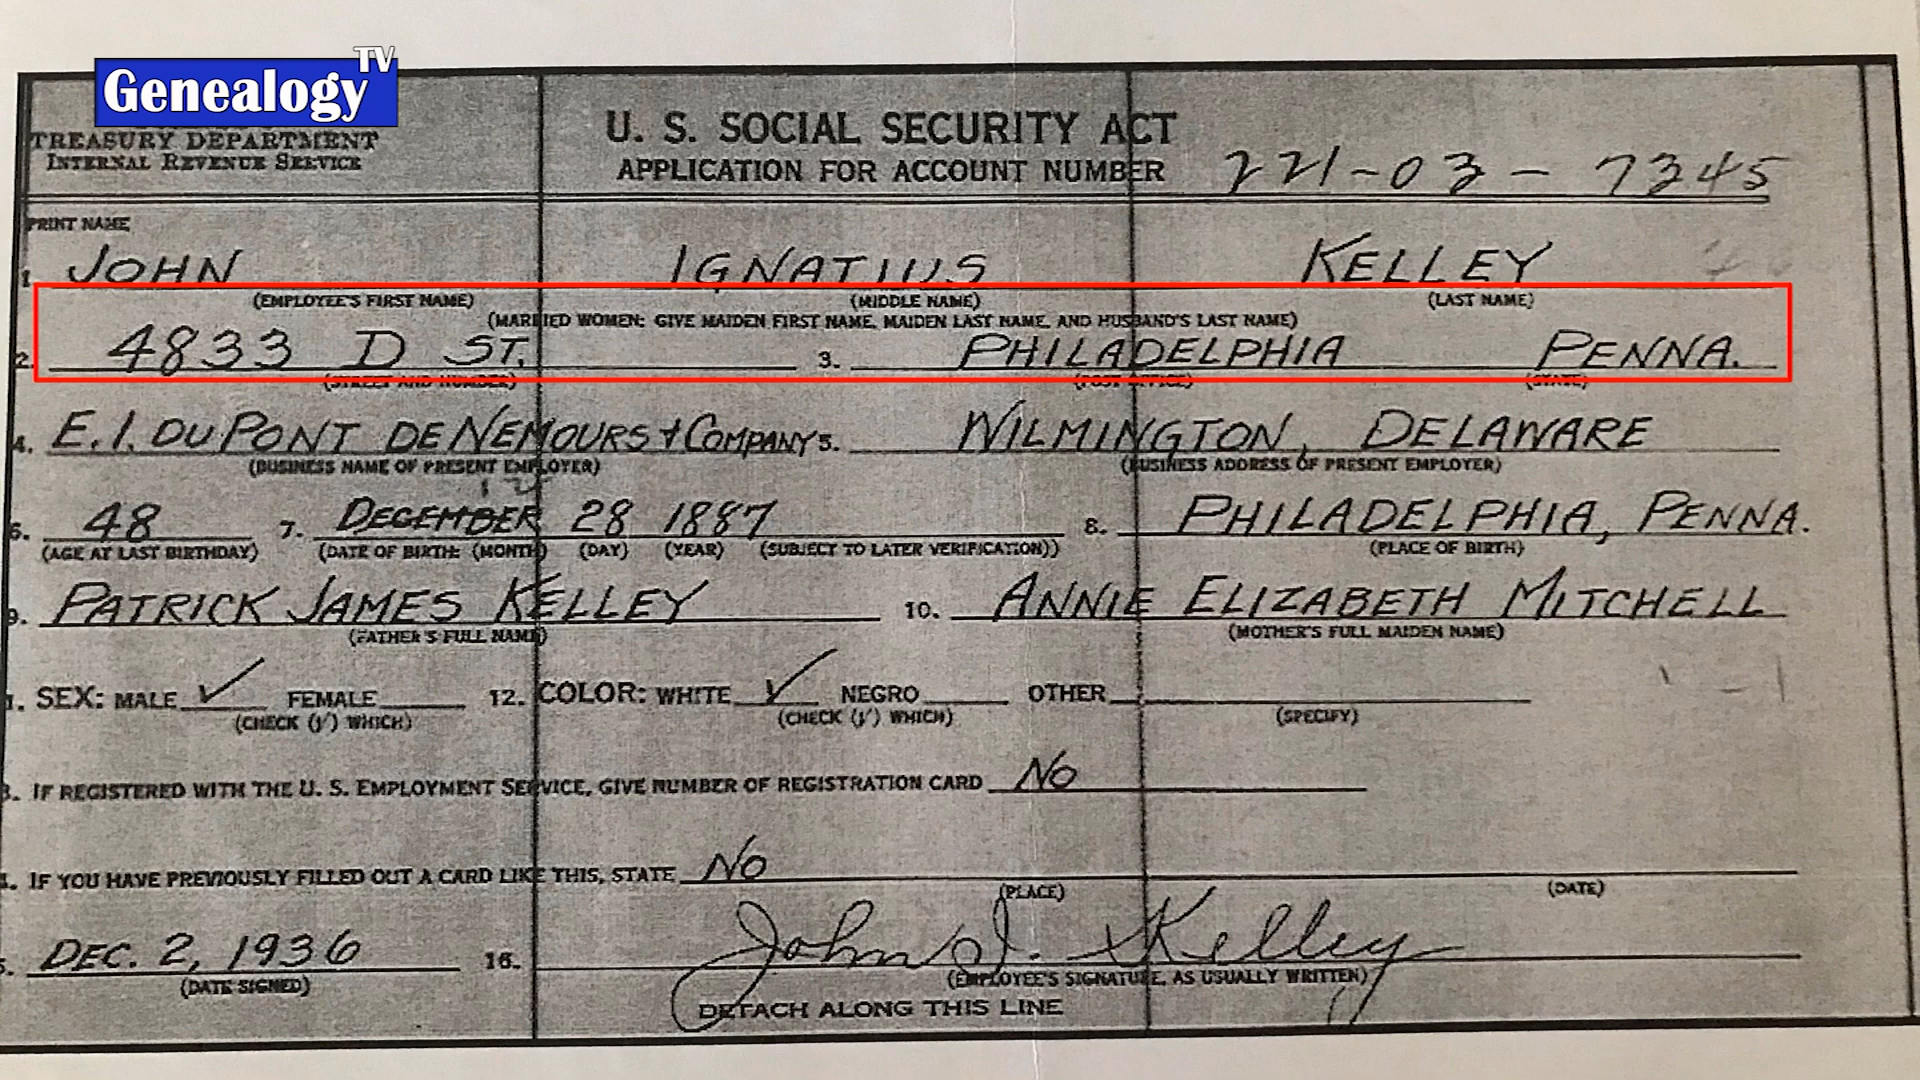 Genealogy TV
TREASURY DEPARTMENT
INTERNAL REVENUE SERVICE
U. S. SOCIAL SECURITY ACT
APPLICATION FOR ACCOUNT NUMBER
221-03-7345
PRINT NAME
1. JOHN IGNATIUS KELLEY
(EMPLOYEE'S FIRST NAME) (MIDDLE NAME) (LAST NAME)
(MARRIED WOMEN: GIVE MAIDEN FIRST NAME, MAIDEN LAST NAME, AND HUSBAND'S LAST NAME)
2. 4833 D ST. 3. PHILADELPHIA PENNA.
(STREET AND NUMBER) (POST OFFICE) (STATE)
4. E. I. DUPONT DE NEMOURS + COMPANY 5. WILMINGTON, DELAWARE
(BUSINESS NAME OF PRESENT EMPLOYER) (BUSINESS ADDRESS OF PRESENT EMPLOYER)
6. 48 7. DECEMBER 28 1887 8. PHILADELPHIA, PENNA.
(AGE AT LAST BIRTHDAY) (DATE OF BIRTH: (MONTH) (DAY) (YEAR) (SUBJECT TO LATER VERIFICATION)) (PLACE OF BIRTH)
9. PATRICK JAMES KELLEY 10. ANNIE ELIZABETH MITCHELL
(FATHER'S FULL NAME) (MOTHER'S FULL MAIDEN NAME)
1. SEX: MALE ✓ FEMALE 12. COLOR: WHITE ✓ NEGRO OTHER
(CHECK (✓) WHICH) (CHECK (✓) WHICH) (SPECIFY)
3. IF REGISTERED WITH THE U. S. EMPLOYMENT SERVICE, GIVE NUMBER OF REGISTRATION CARD NO
4. IF YOU HAVE PREVIOUSLY FILLED OUT A CARD LIKE THIS, STATE NO
(PLACE) (DATE)
5. DEC. 2, 1936 16. John I. Kelley
(DATE SIGNED) (EMPLOYEE'S SIGNATURE, AS USUALLY WRITTEN)
DETACH ALONG THIS LINE